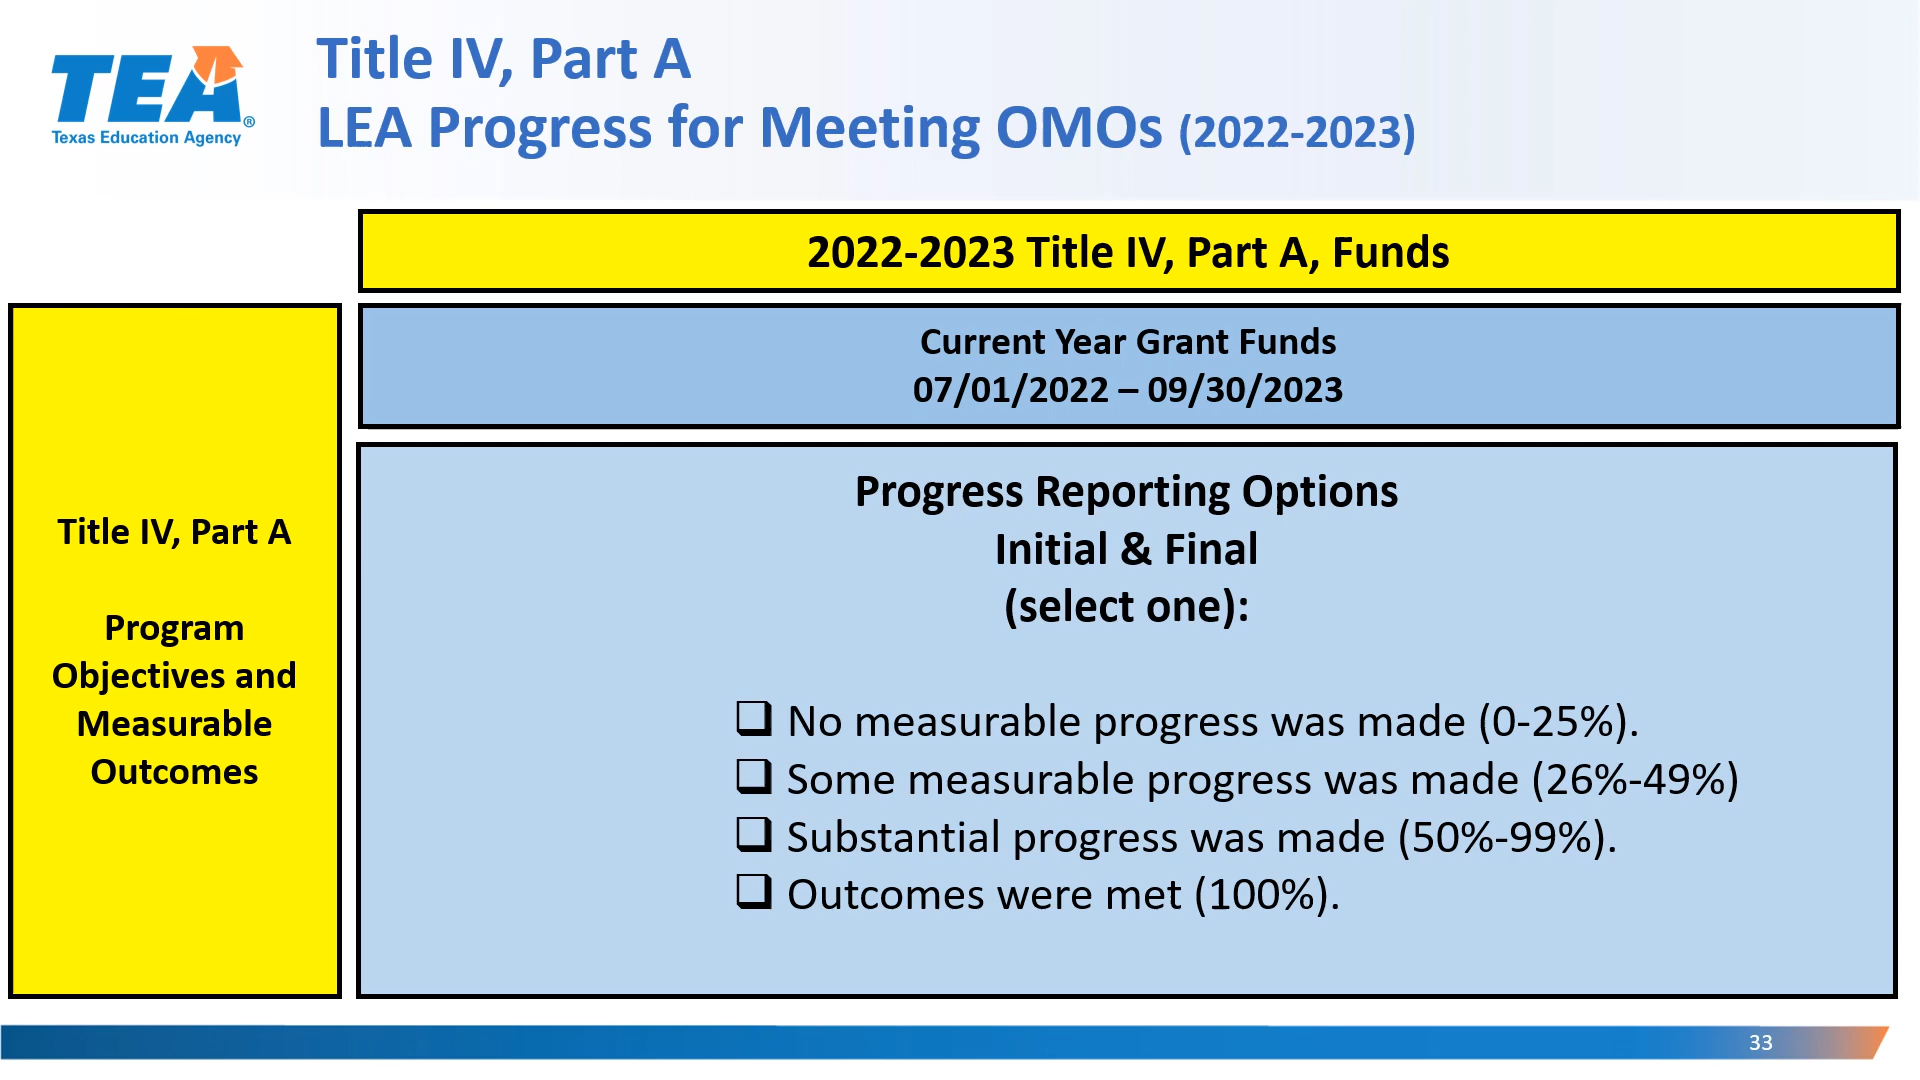 TEA®
Texas Education Agency
Title IV, Part A
LEA Progress for Meeting OMOs (2022-2023)
2022-2023 Title IV, Part A, Funds
Current Year Grant Funds
07/01/2022 – 09/30/2023
Title IV, Part A
Program
Objectives and
Measurable
Outcomes
Progress Reporting Options
Initial & Final
(select one):
❑ No measurable progress was made (0-25%).
❑ Some measurable progress was made (26%-49%)
❑ Substantial progress was made (50%-99%).
❑ Outcomes were met (100%).
33